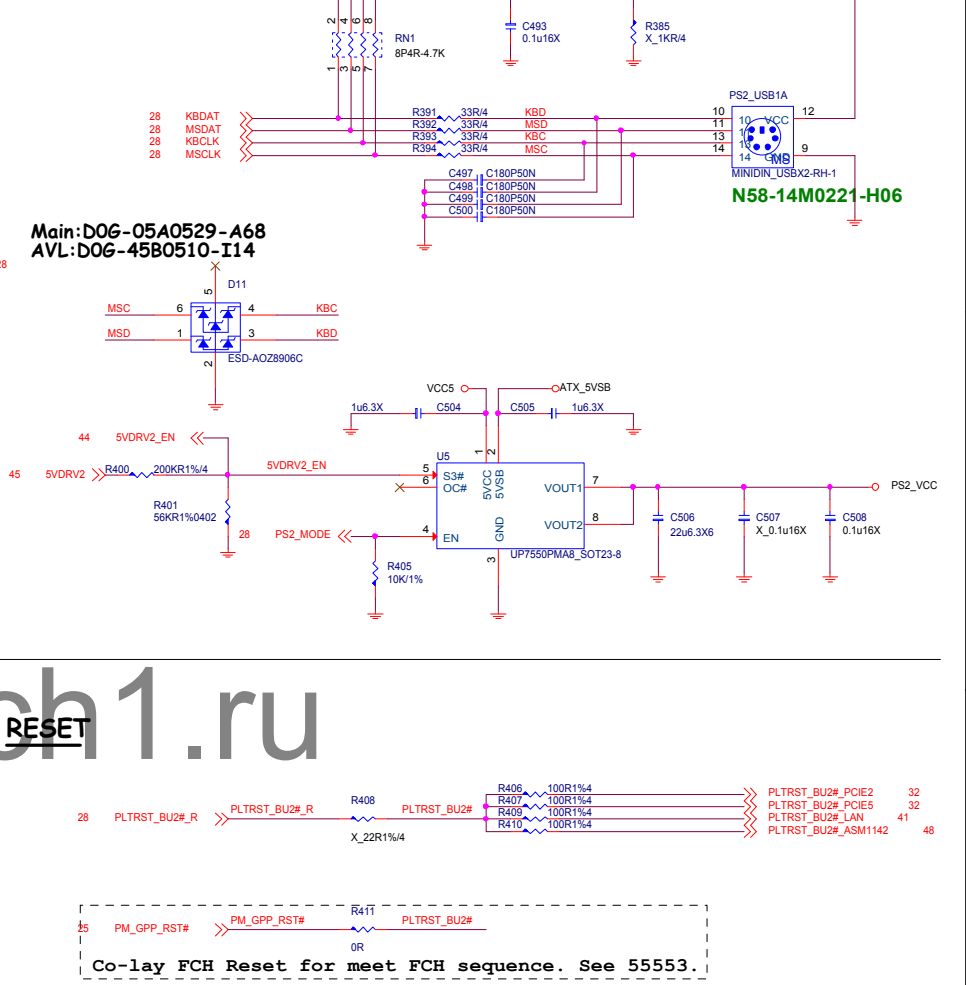 2 4 6 8
RN1
8P4R-4.7K
1 3 5 7
C493
0.1u16X
R385
X_1KR/4
PS2_USB1A
28 KBDAT R391 33R/4 KBD 10 10 VCC 12
28 MSDAT R392 33R/4 MSD 11
28 KBCLK R393 33R/4 KBC 13 13
28 MSCLK R394 33R/4 MSC 14 14 GND MS 9
MINIDIN_USBX2-RH-1
N58-14M0221-H06
C497 C180P50N
C498 C180P50N
C499 C180P50N
C500 C180P50N
Main:D0G-05A0529-A68
AVL:D0G-45B0510-I14
28
D11
5
MSC 6 4 KBC
MSD 1 3 KBD
2
ESD-AOZ8906C
VCC5 ATX_5VSB
1u6.3X C504 C505 1u6.3X
44 5VDRV2_EN
45 5VDRV2 R400 200KR1%/4 5VDRV2_EN
R401
56KR1%0402
28 PS2_MODE
R405
10K/1%
U5
1 2
5 S3# 5VCC 5VSB
6 OC#
4 EN GND
3
VOUT1 7
VOUT2 8
UP7550PMA8_SOT23-8
PS2_VCC
C506
22u6.3X6
C507
X_0.1u16X
C508
0.1u16X
ch1.ru
RESET
28 PLTRST_BU2#_R PLTRST_BU2#_R R408 PLTRST_BU2#
X_22R1%/4
R406 100R1%4 PLTRST_BU2#_PCIE2 32
R407 100R1%4 PLTRST_BU2#_PCIE5 32
R409 100R1%4 PLTRST_BU2#_LAN 41
R410 100R1%4 PLTRST_BU2#_ASM1142 48
25 PM_GPP_RST# PM_GPP_RST# R411 PLTRST_BU2#
0R
Co-lay FCH Reset for meet FCH sequence. See 55553.